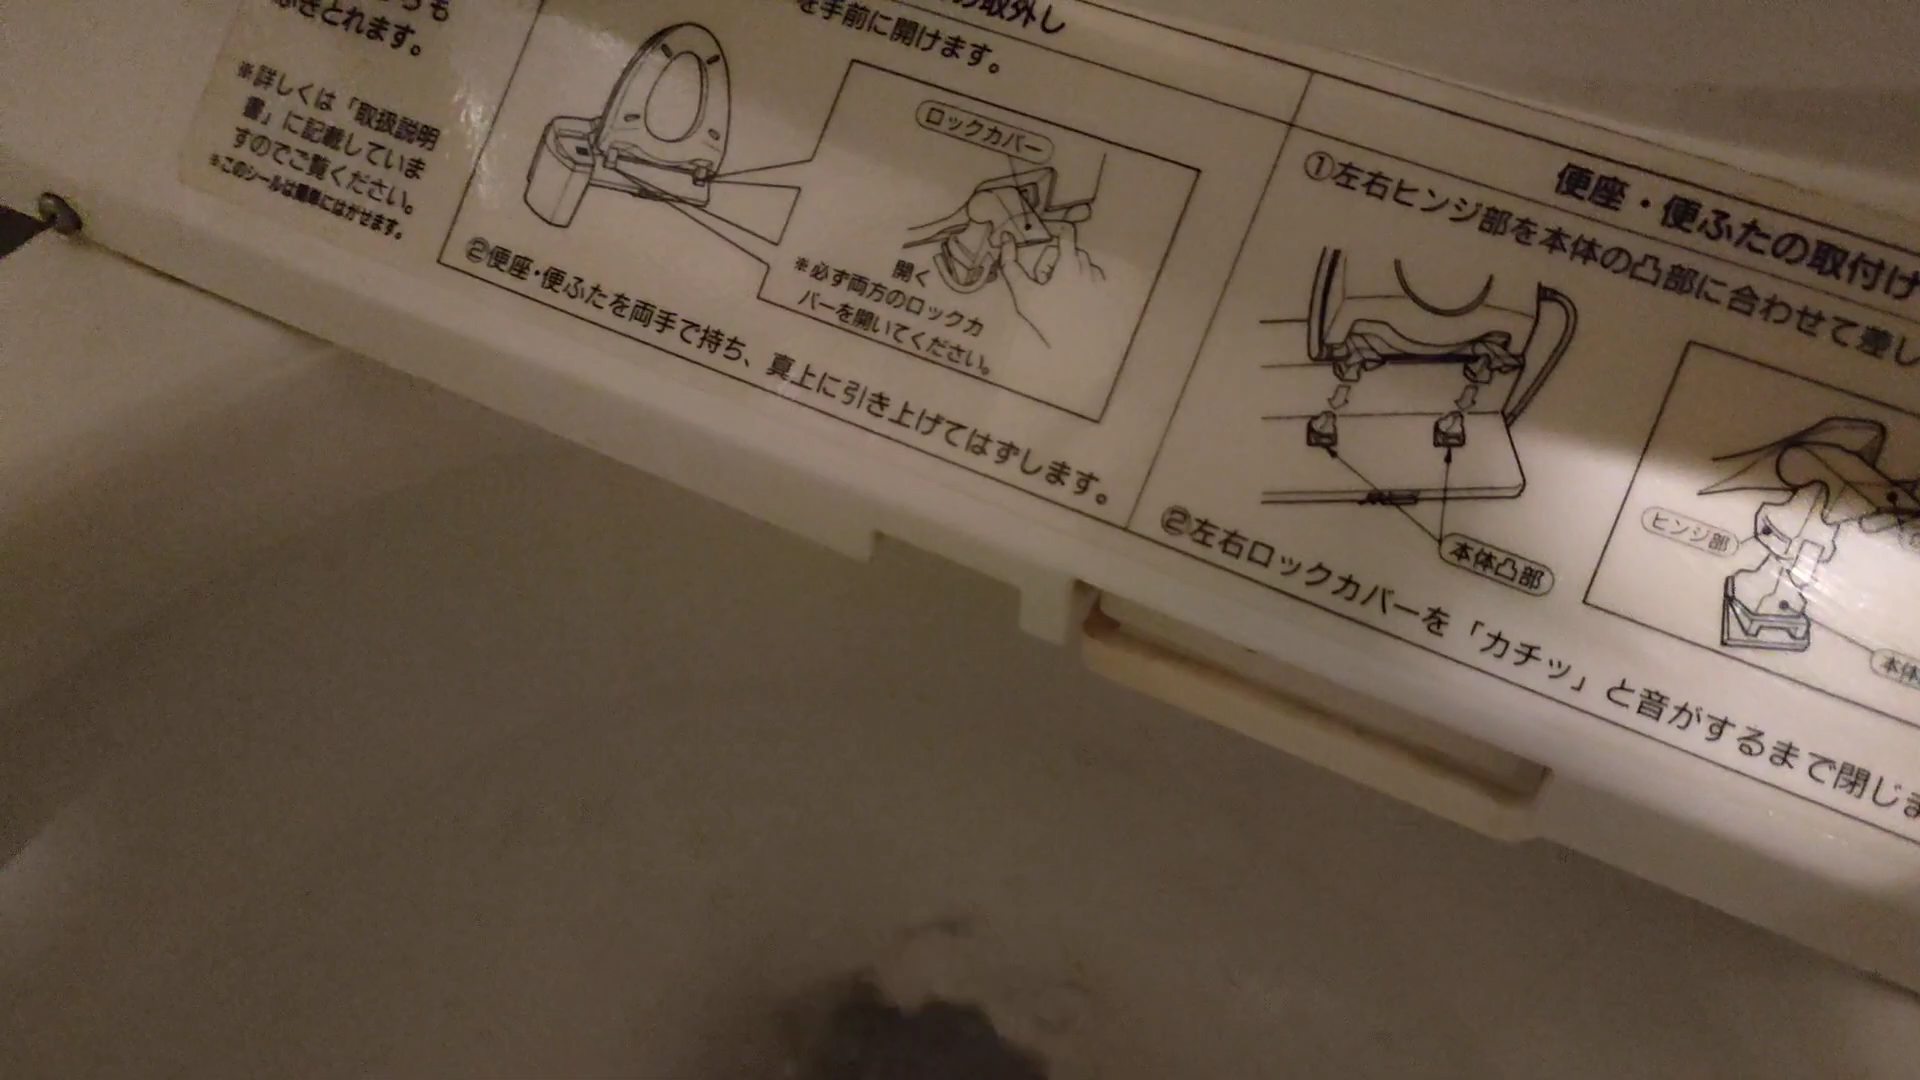 とれます。
※詳しくは「取扱説明
書」に記載していま
すのでご覧ください。
※このシールは簡単にはがせます。
取外し
を手前に開けます。
ロックカバー
開く
※必ず両方のロックカ
バーを開いてください。
②便座・便ふたを両手で持ち、真上に引き上げてはずします。
便座・便ふたの取付け
①左右ヒンジ部を本体の凸部に合わせて差し
本体凸部
ヒンジ部
本体
②左右ロックカバーを「カチッ」と音がするまで閉じま